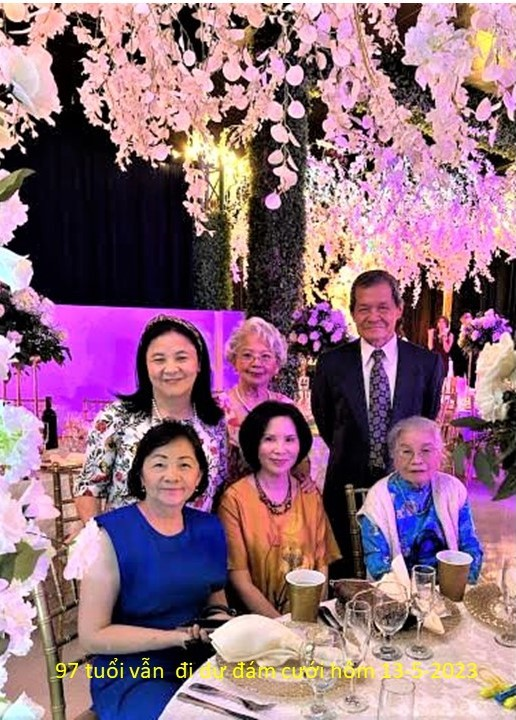 97 tuổi vẫn  đi dự đám cưới hôm 13-5-2023